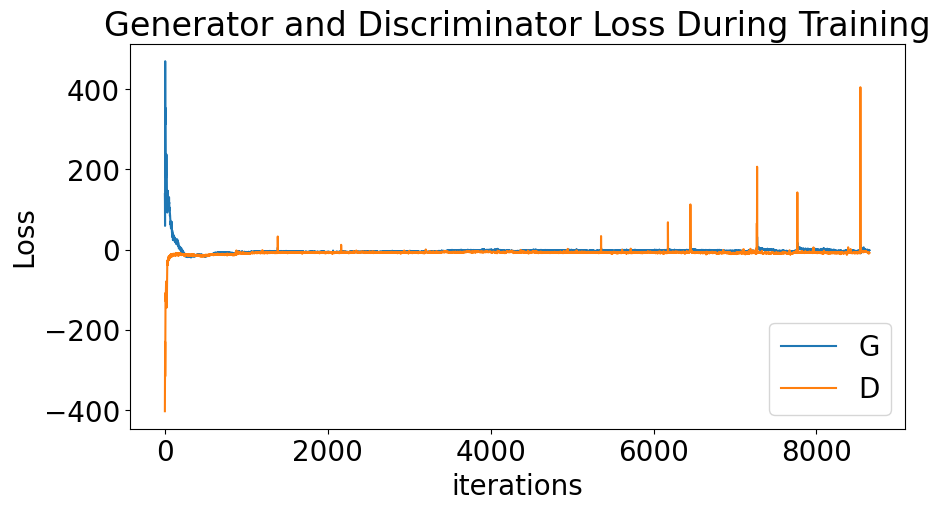 Generator and Discriminator Loss During Training
Loss
400
200
0
−200
−400
0 2000 4000 6000 8000
iterations
G
D